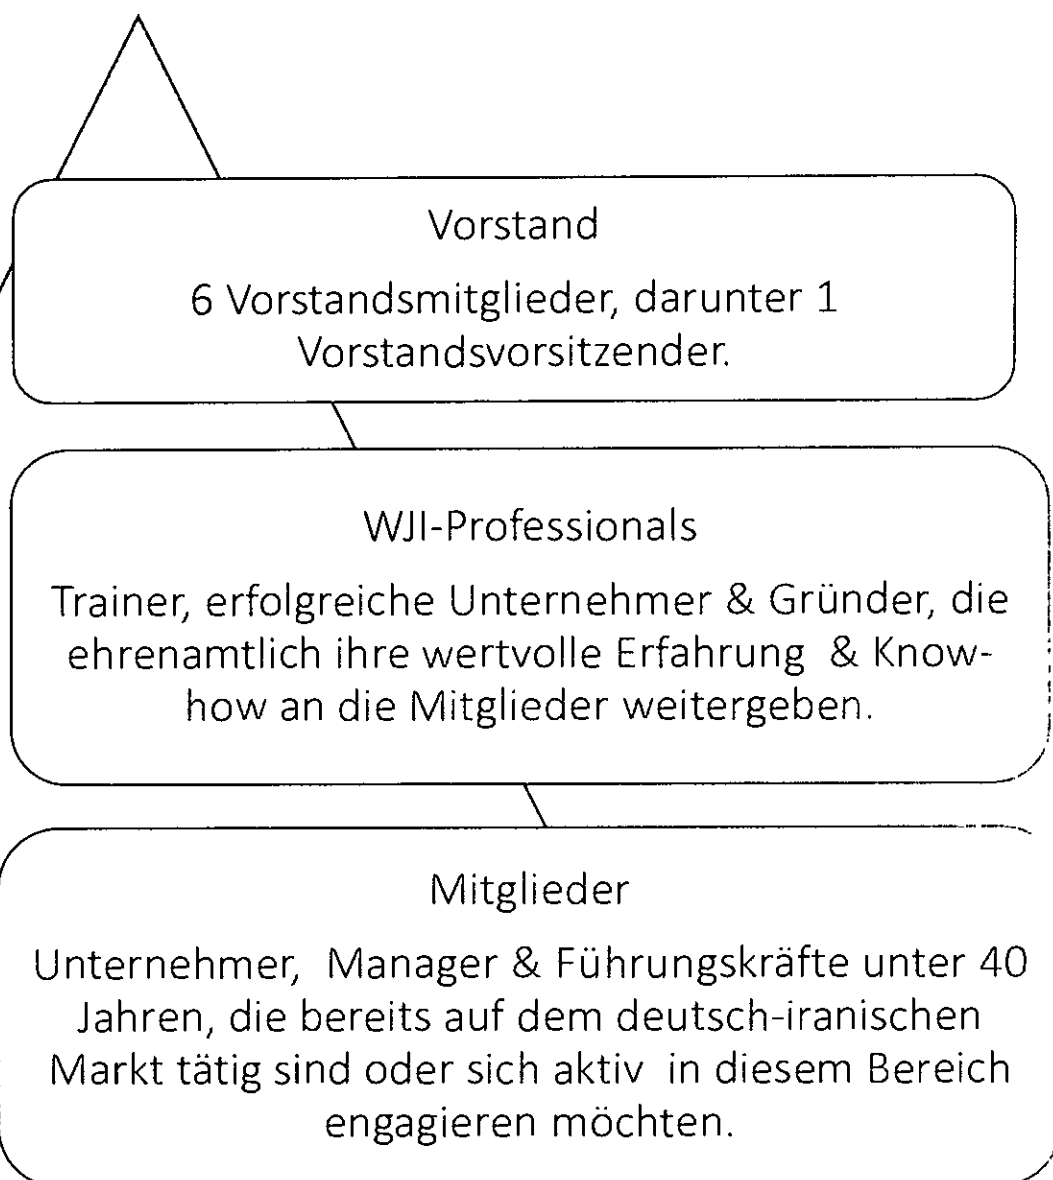 Vorstand
6 Vorstandsmitglieder, darunter 1
Vorstandsvorsitzender.
WJI-Professionals
Trainer, erfolgreiche Unternehmer & Gründer, die
ehrenamtlich ihre wertvolle Erfahrung & Know-
how an die Mitglieder weitergeben.
Mitglieder
Unternehmer, Manager & Führungskräfte unter 40
Jahren, die bereits auf dem deutsch-iranischen
Markt tätig sind oder sich aktiv in diesem Bereich
engagieren möchten.